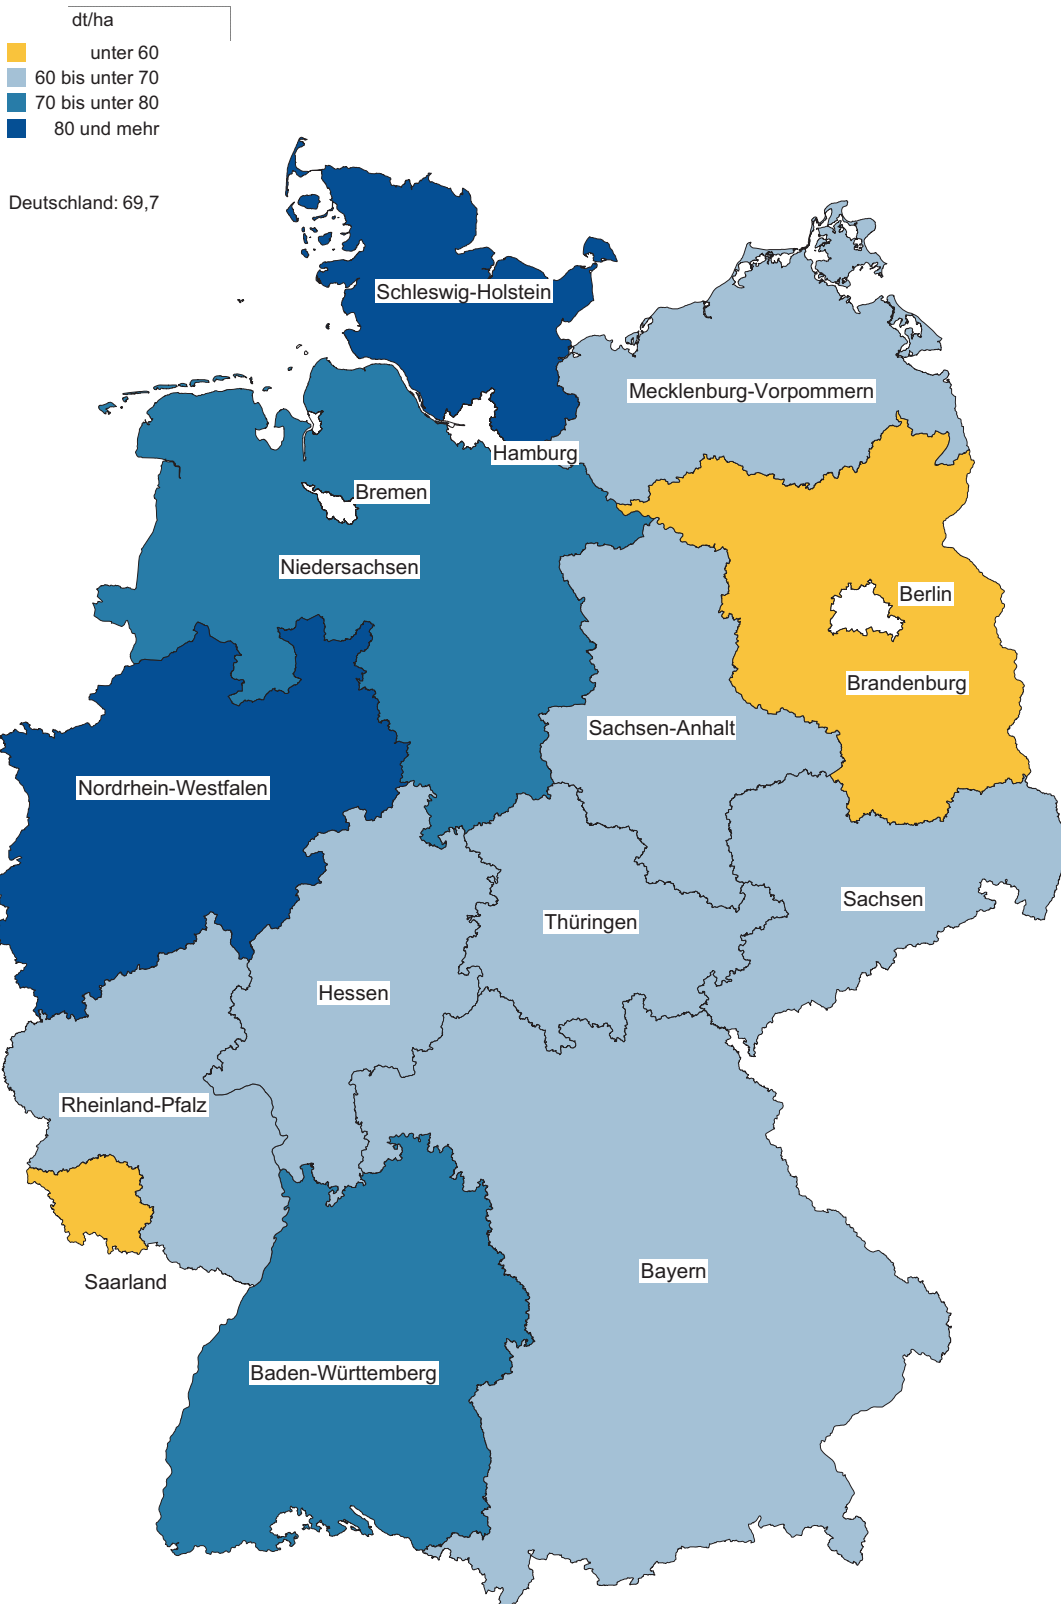 dt/ha
unter 60
60 bis unter 70
70 bis unter 80
80 und mehr
Deutschland: 69,7
Schleswig-Holstein
Mecklenburg-Vorpommern
Hamburg
Bremen
Niedersachsen
Berlin
Brandenburg
Sachsen-Anhalt
Nordrhein-Westfalen
Sachsen
Thüringen
Hessen
Rheinland-Pfalz
Saarland
Bayern
Baden-Württemberg